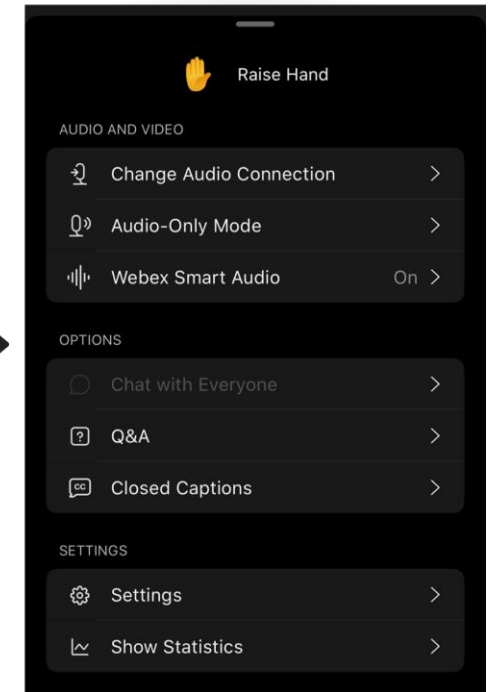 Raise Hand
AUDIO AND VIDEO
Change Audio Connection
Audio-Only Mode
Webex Smart Audio On
OPTIONS
Chat with Everyone
Q&A
CC Closed Captions
SETTINGS
Settings
Show Statistics